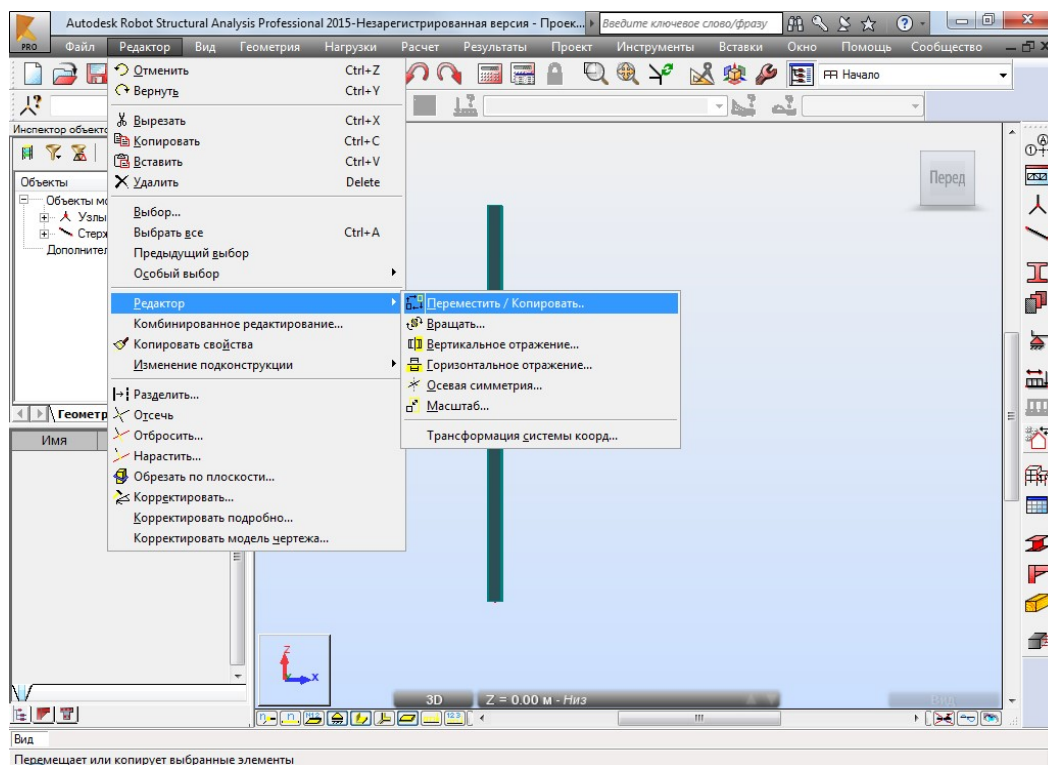 Autodesk Robot Structural Analysis Professional 2015-Незарегистрированная версия - Проек...
Введите ключевое слово/фразу
PRO Файл Редактор Вид Геометрия Нагрузки Расчет Результаты Проект Инструменты Вставки Окно Помощь Сообщество
Начало
Инспектор объекто
Объекты
Объекты мо
Узлы
Стерж
Дополнител
Геометр
Имя
Отменить Ctrl+Z
Вернуть Ctrl+Y
Вырезать Ctrl+X
Копировать Ctrl+C
Вставить Ctrl+V
Удалить Delete
Выбор...
Выбрать все Ctrl+A
Предыдущий выбор
Особый выбор
Редактор
Комбинированное редактирование...
Копировать свойства
Изменение подконструкции
Разделить...
Отсечь
Отбросить...
Нарастить...
Обрезать по плоскости...
Корректировать...
Корректировать подробно...
Корректировать модель чертежа...
Переместить / Копировать..
Вращать...
Вертикальное отражение...
Горизонтальное отражение...
Осевая симметрия...
Масштаб...
Трансформация системы коорд...
Перед
Z
X
3D Z = 0.00 м - Низ
Вид
Вид
Перемещает или копирует выбранные элементы